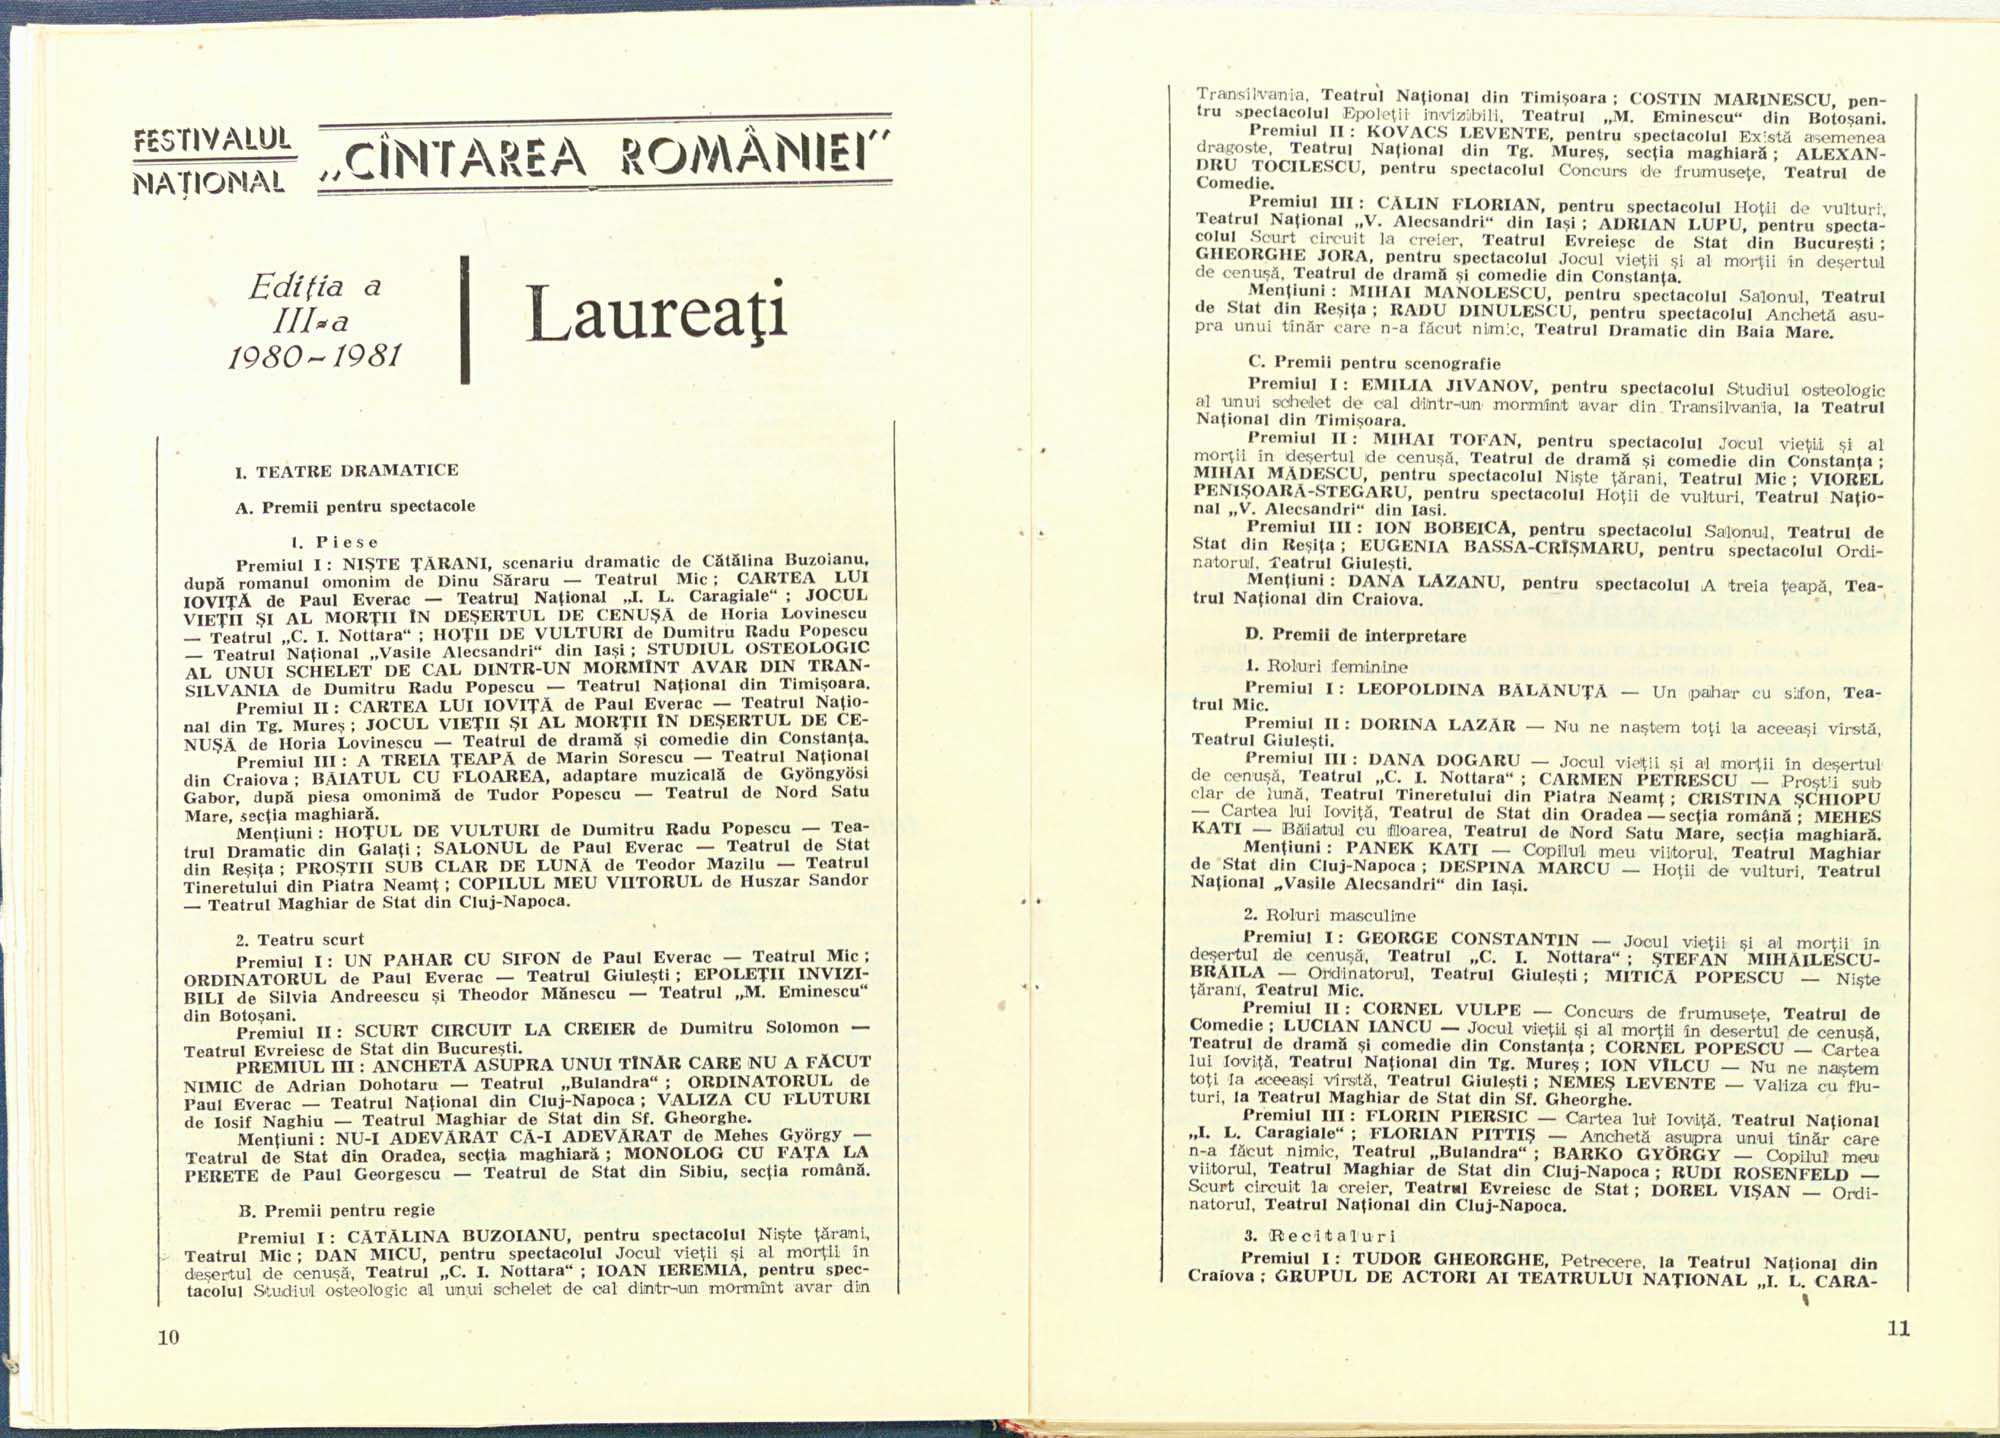 FESTIVALUL
NAȚIONAL
„CÎNTAREA ROMÂNIEI”
Ediția a
III-a
1980-1981
Laureați
I. TEATRE DRAMATICE
A. Premii pentru spectacole
1. Piese
Premiul I : NIȘTE ȚĂRANI, scenariu dramatic de Cătălina Buzoianu,
după romanul omonim de Dinu Săraru — Teatrul Mic ; CARTEA LUI
IOVIȚĂ de Paul Everac — Teatrul Național „I. L. Caragiale“ ; JOCUL
VIEȚII ȘI AL MORȚII ÎN DEȘERTUL DE CENUȘĂ de Horia Lovinescu
— Teatrul „C. I. Nottara“ ; HOȚII DE VULTURI de Dumitru Radu Popescu
— Teatrul Național „Vasile Alecsandri“ din Iași ; STUDIUL OSTEOLOGIC
AL UNUI SCHELET DE CAL DINTR-UN MORMÎNT AVAR DIN TRAN-
SILVANIA de Dumitru Radu Popescu — Teatrul Național din Timișoara.
Premiul II : CARTEA LUI IOVIȚĂ de Paul Everac — Teatrul Națio-
nal din Tg. Mureș ; JOCUL VIEȚII ȘI AL MORȚII ÎN DEȘERTUL DE CE-
NUȘĂ de Horia Lovinescu — Teatrul de dramă și comedie din Constanța.
Premiul III : A TREIA ȚEAPĂ de Marin Sorescu — Teatrul Național
din Craiova ; BĂIATUL CU FLOAREA, adaptare muzicală de Gyöngyösi
Gabor, după piesa omonimă de Tudor Popescu — Teatrul de Nord Satu
Mare, secția maghiară.
Mențiuni : HOȚUL DE VULTURI de Dumitru Radu Popescu — Tea-
trul Dramatic din Galați ; SALONUL de Paul Everac — Teatrul de Stat
din Reșița ; PROȘTII SUB CLAR DE LUNĂ de Teodor Mazilu — Teatrul
Tineretului din Piatra Neamț ; COPILUL MEU VIITORUL de Huszar Sandor
— Teatrul Maghiar de Stat din Cluj-Napoca.
2. Teatru scurt
Premiul I : UN PAHAR CU SIFON de Paul Everac — Teatrul Mic ;
ORDINATORUL de Paul Everac — Teatrul Giulești ; EPOLEȚII INVIZI-
BILI de Silvia Andreescu și Theodor Mănescu — Teatrul „M. Eminescu“
din Botoșani.
Premiul II : SCURT CIRCUIT LA CREIER de Dumitru Solomon —
Teatrul Evreiesc de Stat din București.
PREMIUL III : ANCHETĂ ASUPRA UNUI TÎNĂR CARE NU A FĂCUT
NIMIC de Adrian Dohotaru — Teatrul „Bulandra“ ; ORDINATORUL de
Paul Everac — Teatrul Național din Cluj-Napoca ; VALIZA CU FLUTURI
de Iosif Naghiu — Teatrul Maghiar de Stat din Sf. Gheorghe.
Mențiuni : NU-I ADEVĂRAT CĂ-I ADEVĂRAT de Mehes György —
Teatrul de Stat din Oradea, secția maghiară ; MONOLOG CU FAȚA LA
PERETE de Paul Georgescu — Teatrul de Stat din Sibiu, secția română.
B. Premii pentru regie
Premiul I : CĂTĂLINA BUZOIANU, pentru spectacolul Niște țărani,
Teatrul Mic ; DAN MICU, pentru spectacolul Jocul vieții și al morții în
deșertul de cenușă, Teatrul „C. I. Nottara“ ; IOAN IEREMIA, pentru spec-
tacolul Studiul osteologic al unui schelet de cal dintr-un mormînt avar din
10
Transilvania, Teatrul Național din Timișoara ; COSTIN MARINESCU, pen-
tru spectacolul Epoleții invizibili, Teatrul „M. Eminescu“ din Botoșani.
Premiul II : KOVACS LEVENTE, pentru spectacolul Există asemenea
dragoste, Teatrul Național din Tg. Mureș, secția maghiară ; ALEXAN-
DRU TOCILESCU, pentru spectacolul Concurs de frumusețe, Teatrul de
Comedie.
Premiul III : CĂLIN FLORIAN, pentru spectacolul Hoții de vulturi,
Teatrul Național „V. Alecsandri“ din Iași ; ADRIAN LUPU, pentru specta-
colul Scurt circuit la creier, Teatrul Evreiesc de Stat din București ;
GHEORGHE JORA, pentru spectacolul Jocul vieții și al morții în deșertul
de cenușă, Teatrul de dramă și comedie din Constanța.
Mențiuni : MIHAI MANOLESCU, pentru spectacolul Salonul, Teatrul
de Stat din Reșița ; RADU DINULESCU, pentru spectacolul Anchetă asu-
pra unui tînăr care n-a făcut nimic, Teatrul Dramatic din Baia Mare.
C. Premii pentru scenografie
Premiul I : EMILIA JIVANOV, pentru spectacolul Studiul osteologic
al unui schelet de cal dintr-un mormînt avar din Transilvania, la Teatrul
Național din Timișoara.
Premiul II : MIHAI TOFAN, pentru spectacolul Jocul vieții și al
morții în deșertul de cenușă, Teatrul de dramă și comedie din Constanța ;
MIHAI MĂDESCU, pentru spectacolul Niște țărani, Teatrul Mic ; VIOREL
PENIȘOARĂ-STEGARU, pentru spectacolul Hoții de vulturi, Teatrul Națio-
nal „V. Alecsandri“ din Iasi.
Premiul III : ION BOBEICA, pentru spectacolul Salonul, Teatrul de
Stat din Reșița ; EUGENIA BASSA-CRÎȘMARU, pentru spectacolul Ordi-
natorul, Teatrul Giulești.
Mențiuni : DANA LĂZANU, pentru spectacolul A treia țeapă, Tea-
trul Național din Craiova.
D. Premii de interpretare
1. Roluri feminine
Premiul I : LEOPOLDINA BĂLĂNUȚĂ — Un pahar cu sifon, Tea-
trul Mic.
Premiul II : DORINA LAZĂR — Nu ne naștem toți la aceeași vîrstă,
Teatrul Giulești.
Premiul III : DANA DOGARU — Jocul vieții și al morții în deșertul
de cenușă, Teatrul „C. I. Nottara“ ; CARMEN PETRESCU — Proștii sub
clar de lună, Teatrul Tineretului din Piatra Neamț ; CRISTINA ȘCHIOPU
— Cartea lui Ioviță, Teatrul de Stat din Oradea — secția română ; MEHES
KATI — Băiatul cu floarea, Teatrul de Nord Satu Mare, secția maghiară.
Mențiuni : PANEK KATI — Copilul meu viitorul, Teatrul Maghiar
de Stat din Cluj-Napoca ; DESPINA MARCU — Hoții de vulturi, Teatrul
Național „Vasile Alecsandri“ din Iași.
2. Roluri masculine
Premiul I : GEORGE CONSTANTIN — Jocul vieții și al morții în
deșertul de cenușă, Teatrul „C. I. Nottara“ ; ȘTEFAN MIHĂILESCU-
BRĂILA — Ordinatorul, Teatrul Giulești ; MITICĂ POPESCU — Niște
țărani, Teatrul Mic.
Premiul II : CORNEL VULPE — Concurs de frumusețe, Teatrul de
Comedie ; LUCIAN IANCU — Jocul vieții și al morții în desertul de cenușă,
Teatrul de dramă și comedie din Constanța ; CORNEL POPESCU — Cartea
lui Ioviță, Teatrul Național din Tg. Mureș ; ION VÎLCU — Nu ne naștem
toți la aceeași vîrstă, Teatrul Giulești ; NEMEȘ LEVENTE — Valiza cu flu-
turi, la Teatrul Maghiar de Stat din Sf. Gheorghe.
Premiul III : FLORIN PIERSIC — Cartea lui Ioviță, Teatrul Național
„I. L. Caragiale“ ; FLORIAN PITTIȘ — Anchetă asupra unui tînăr care
n-a făcut nimic, Teatrul „Bulandra“ ; BARKO GYÖRGY — Copilul meu
viitorul, Teatrul Maghiar de Stat din Cluj-Napoca ; RUDI ROSENFELD —
Scurt circuit la creier, Teatrul Evreiesc de Stat ; DOREL VIȘAN — Ordi-
natorul, Teatrul Național din Cluj-Napoca.
3. Recitaluri
Premiul I : TUDOR GHEORGHE, Petrecere, la Teatrul Național din
Craiova ; GRUPUL DE ACTORI AI TEATRULUI NAȚIONAL „I. L. CARA-
11